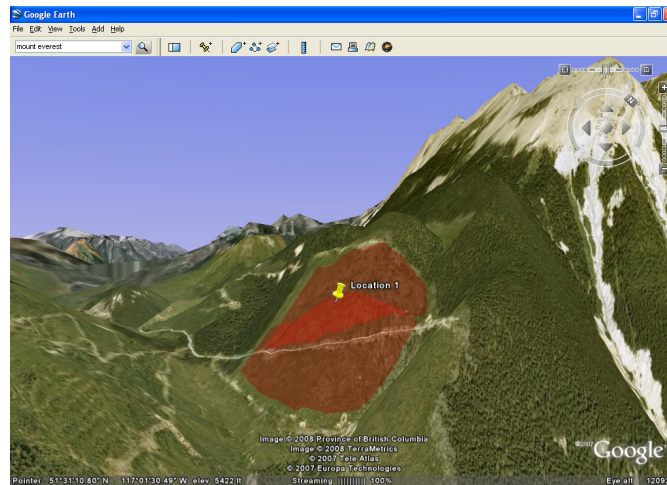 Google Earth
File Edit View Tools Add Help
mount everest
N
Location 1
Image © 2008 Province of British Columbia
Image © 2008 TerraMetrics
© 2007 Tele Atlas
© 2007 Europa Technologies
©2007 Google
Pointer 51°31'10.80" N 117°01'30.49" W elev 5422 ft Streaming ||||||||| 100% Eye alt